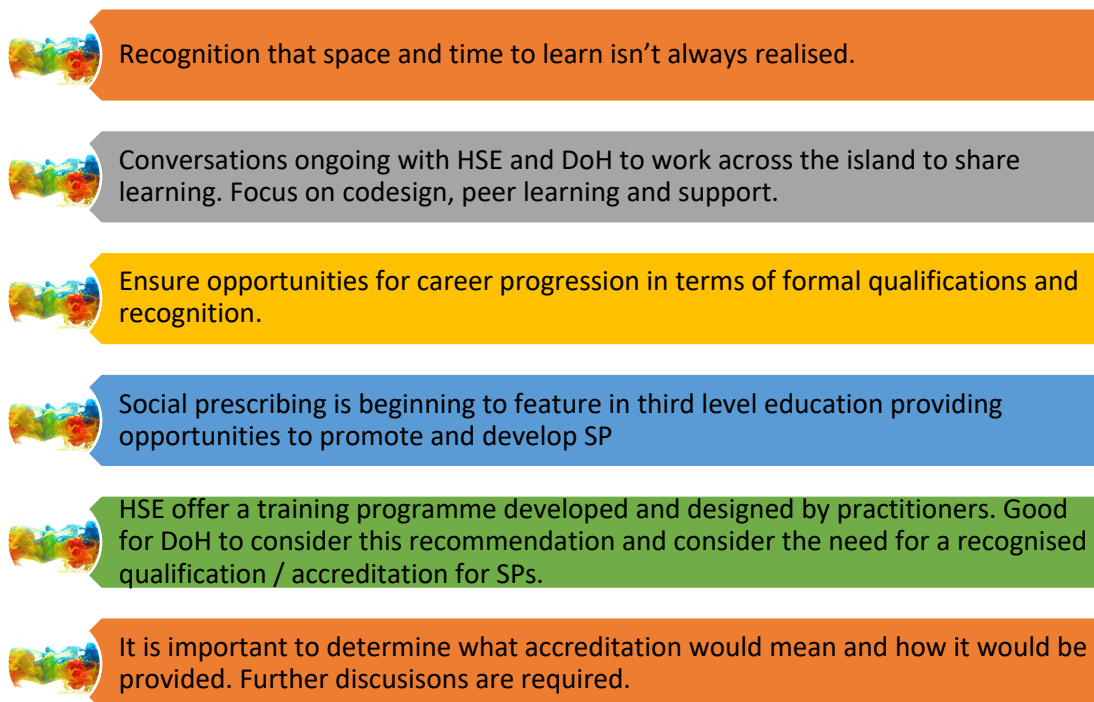 Recognition that space and time to learn isn't always realised.
Conversations ongoing with HSE and DoH to work across the island to share
learning. Focus on codesign, peer learning and support.
Ensure opportunities for career progression in terms of formal qualifications and
recognition.
Social prescribing is beginning to feature in third level education providing
opportunities to promote and develop SP
HSE offer a training programme developed and designed by practitioners. Good
for DoH to consider this recommendation and consider the need for a recognised
qualification / accreditation for SPs.
It is important to determine what accreditation would mean and how it would be
provided. Further discusisons are required.